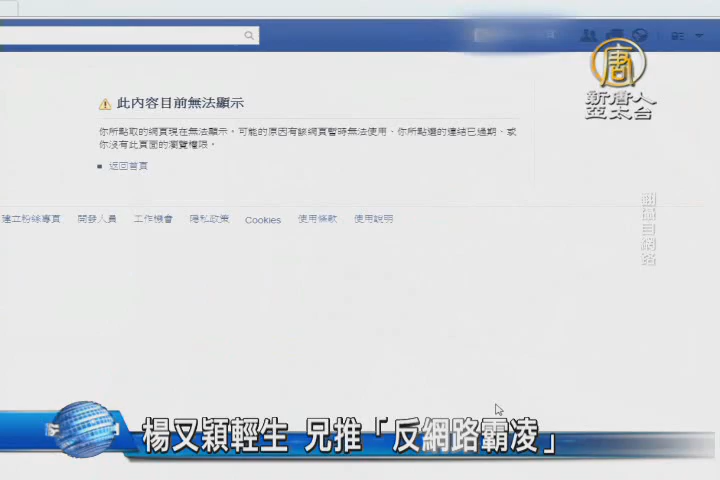 唐
新唐人
亞太台
此內容目前無法顯示
你所點取的網頁現在無法顯示。可能的原因有該網頁暫時無法使用、你所點選的連結已過期、或
你沒有此頁面的瀏覽權限。
返回首頁
建立粉絲專頁 開發人員 工作機會 隱私政策 Cookies 使用條款 使用說明
翻攝自網路
楊又穎輕生 兄推「反網路霸凌」